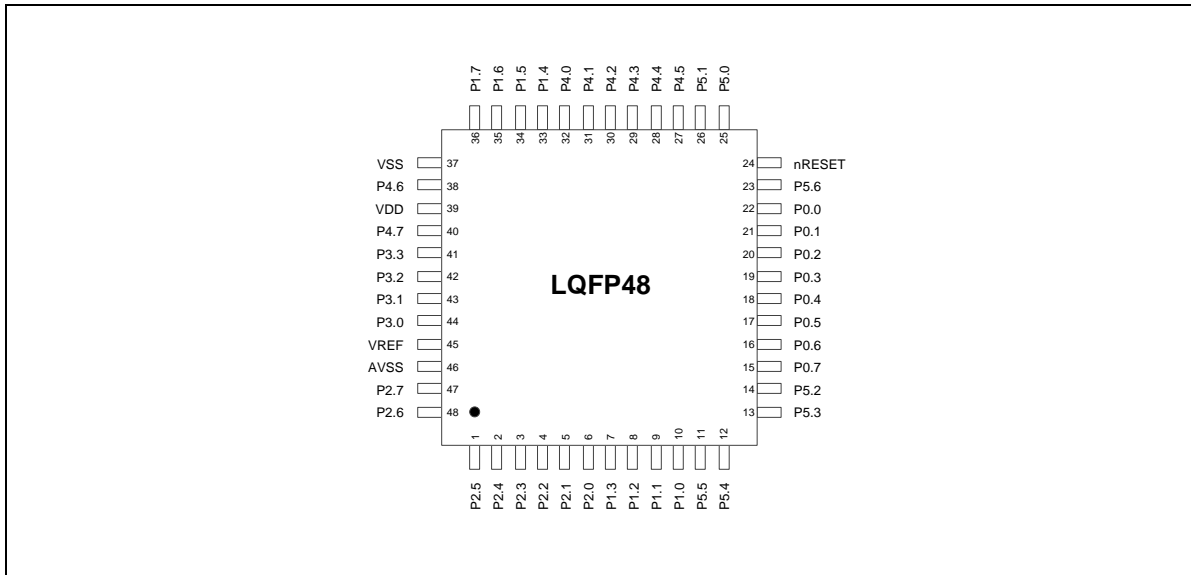 P1.7 P1.6 P1.5 P1.4 P4.0 P4.1 P4.2 P4.3 P4.4 P4.5 P5.1 P5.0
36 35 34 33 32 31 30 29 28 27 26 25
VSS 37 24 nRESET
P4.6 38 23 P5.6
VDD 39 22 P0.0
P4.7 40 21 P0.1
P3.3 41 20 P0.2
P3.2 42 19 P0.3
LQFP48
P3.1 43 18 P0.4
P3.0 44 17 P0.5
VREF 45 16 P0.6
AVSS 46 15 P0.7
P2.7 47 14 P5.2
P2.6 48 13 P5.3
1 2 3 4 5 6 7 8 9 10 11 12
P2.5 P2.4 P2.3 P2.2 P2.1 P2.0 P1.3 P1.2 P1.1 P1.0 P5.5 P5.4